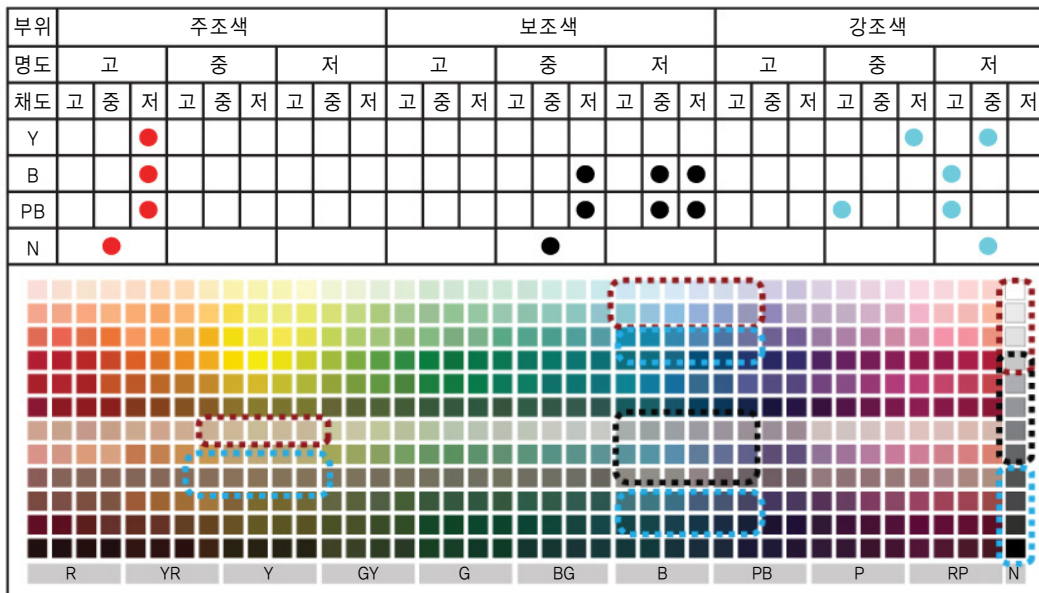 부위 주조색 보조색 강조색
명도 고 중 저 고 중 저 고 중 저
채도 고 중 저 고 중 저 고 중 저 고 중 저 고 중 저 고 중 저 고 중 저 고 중 저 고 중 저
Y
B
PB
N
R YR Y GY G BG B PB P RP N